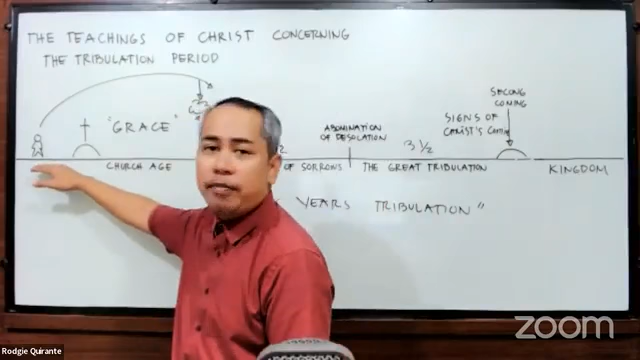 THE TEACHINGS OF CHRIST CONCERNING
THE TRIBULATION PERIOD
SECOND
COMING
"GRACE"
ABOMINATION
OF DESOLATION
3 1/2
SIGNS OF
CHRIST'S
CHURCH AGE
OF SORROWS
THE GREAT TRIBULATION
KINGDOM
YEARS TRIBULATION"
Rodgie Quirante
zoom